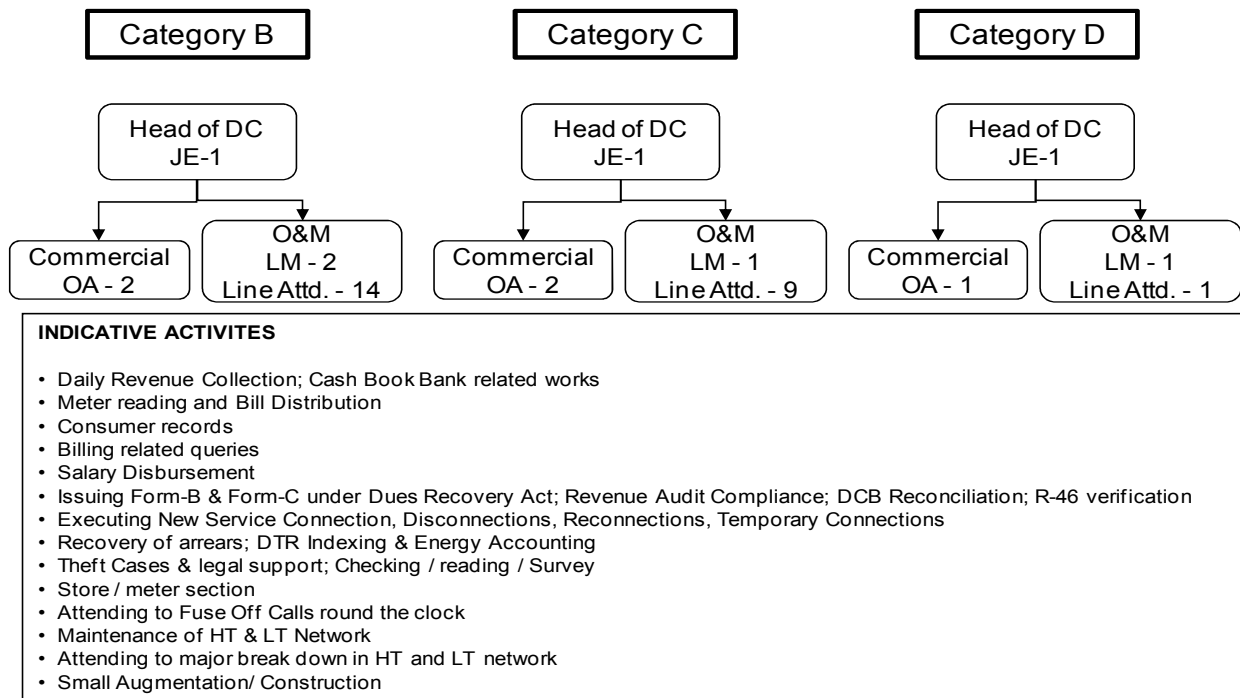 Category B
Category C
Category D
Head of DC
JE-1
Head of DC
JE-1
Head of DC
JE-1
Commercial
OA - 2
O&M
LM - 2
Line Attd. - 14
Commercial
OA - 2
O&M
LM - 1
Line Attd. - 9
Commercial
OA - 1
O&M
LM - 1
Line Attd. - 1
INDICATIVE ACTIVITES
• Daily Revenue Collection; Cash Book Bank related works
• Meter reading and Bill Distribution
• Consumer records
• Billing related queries
• Salary Disbursement
• Issuing Form-B & Form-C under Dues Recovery Act; Revenue Audit Compliance; DCB Reconciliation; R-46 verification
• Executing New Service Connection, Disconnections, Reconnections, Temporary Connections
• Recovery of arrears; DTR Indexing & Energy Accounting
• Theft Cases & legal support; Checking / reading / Survey
• Store / meter section
• Attending to Fuse Off Calls round the clock
• Maintenance of HT & LT Network
• Attending to major break down in HT and LT network
• Small Augmentation/ Construction